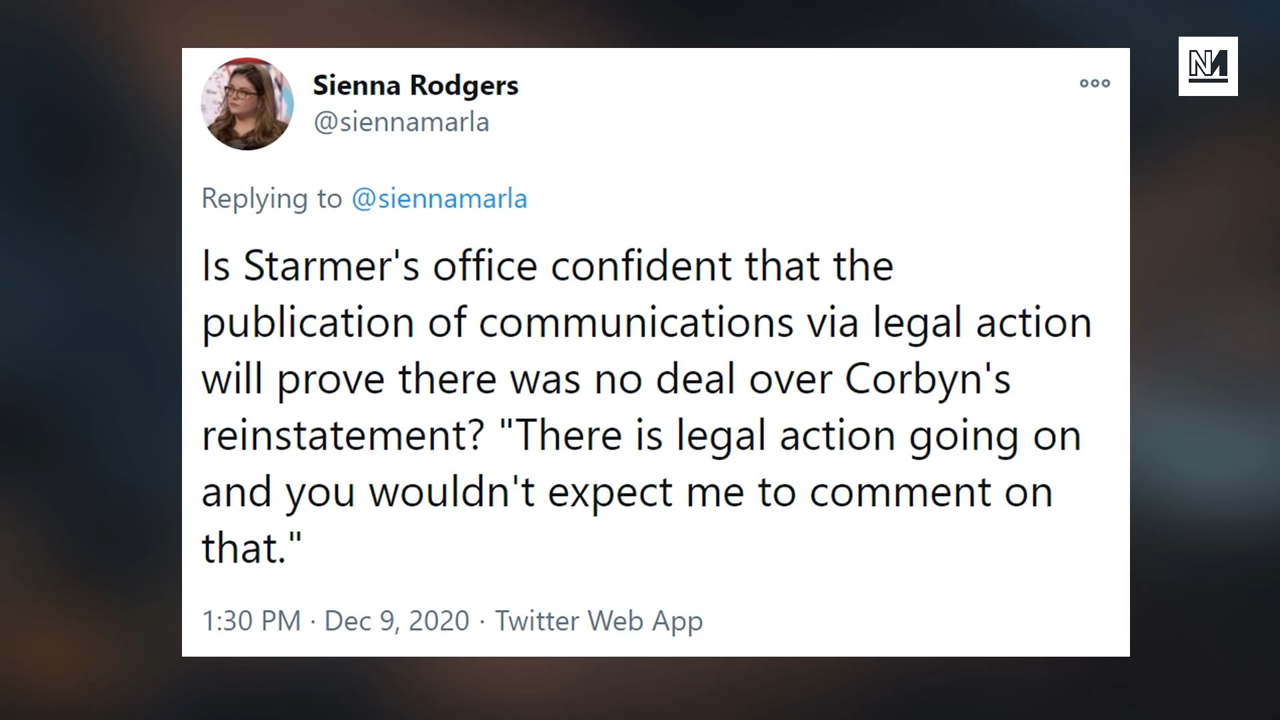 NM
Sienna Rodgers
@siennamarla
Replying to @siennamarla
Is Starmer's office confident that the
publication of communications via legal action
will prove there was no deal over Corbyn's
reinstatement? "There is legal action going on
and you wouldn't expect me to comment on
that."
1:30 PM · Dec 9, 2020 · Twitter Web App